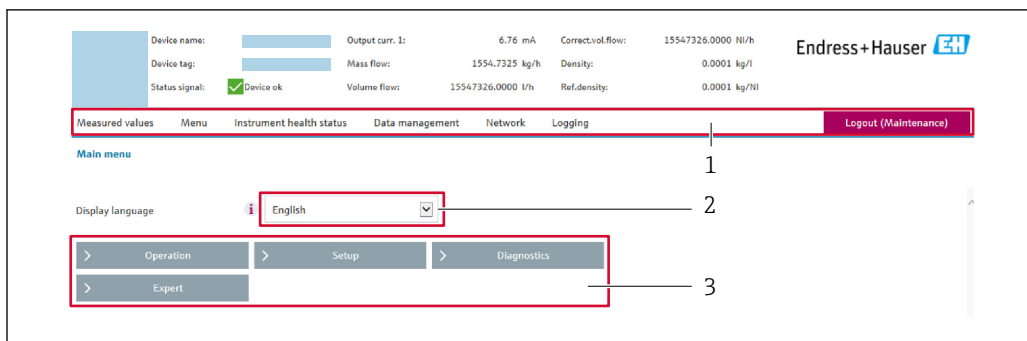 Device name: Output curr. 1: 6.76 mA Correct.vol.flow: 15547326.0000 Nl/h
Endress+Hauser EH
Device tag: Mass flow: 1554.7325 kg/h Density: 0.0001 kg/l
Status signal: Device ok Volume flow: 15547326.0000 l/h Ref.density: 0.0001 kg/Nl
Measured values Menu Instrument health status Data management Network Logging Logout (Maintenance)
1
Main menu
Display language i English 2
> Operation > Setup > Diagnostics
> Expert 3